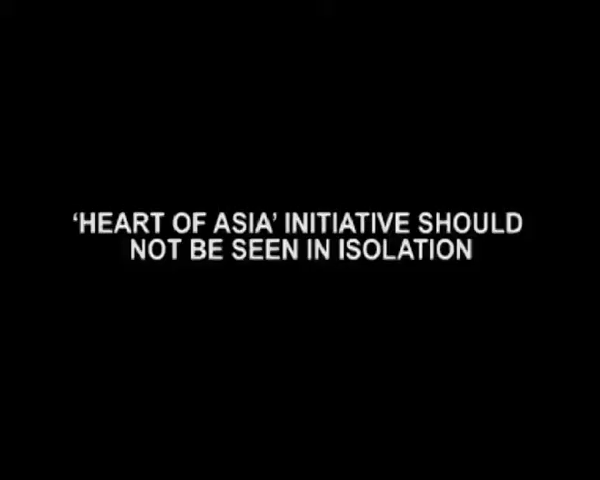 ‘HEART OF ASIA’ INITIATIVE SHOULD
NOT BE SEEN IN ISOLATION